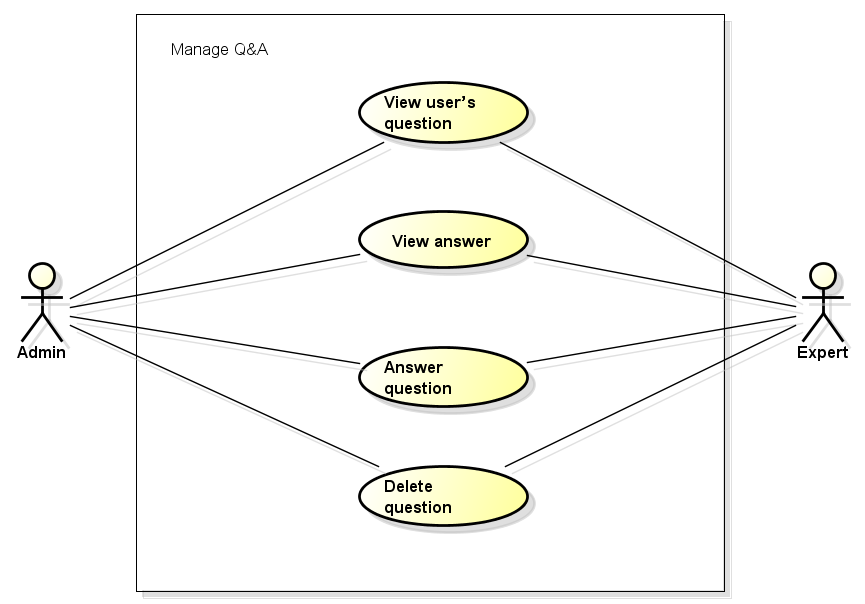 Manage Q&A
View user's
question
View answer
Admin
Expert
Answer
question
Delete
question